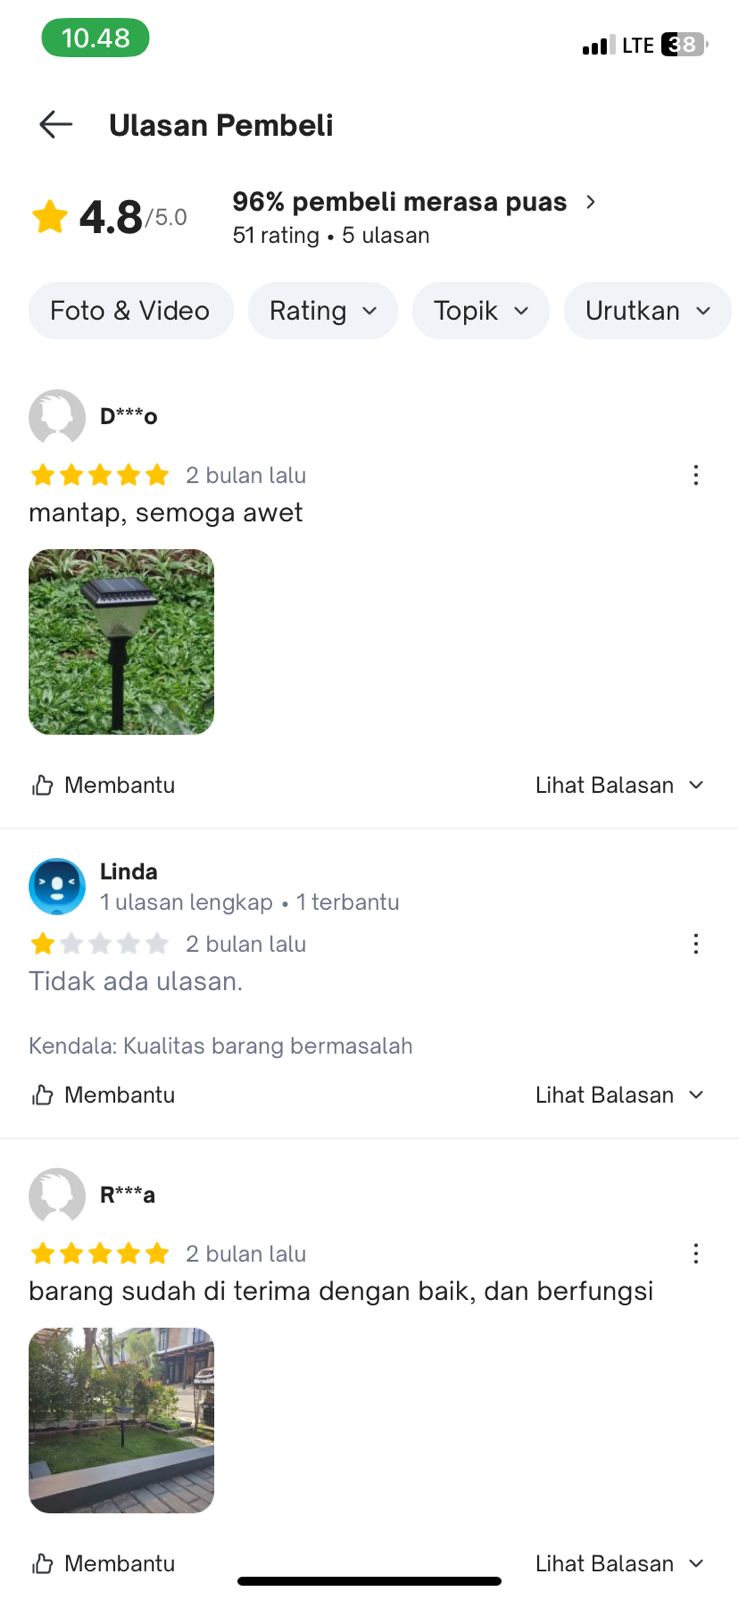 10.48
LTE 38
Ulasan Pembeli
4.8/5.0
96% pembeli merasa puas
51 rating • 5 ulasan
Foto & Video
Rating
Topik
Urutkan
D***o
2 bulan lalu
mantap, semoga awet
Membantu
Lihat Balasan
Linda
1 ulasan lengkap • 1 terbantu
2 bulan lalu
Tidak ada ulasan.
Kendala: Kualitas barang bermasalah
Membantu
Lihat Balasan
R***a
2 bulan lalu
barang sudah di terima dengan baik, dan berfungsi
Membantu
Lihat Balasan